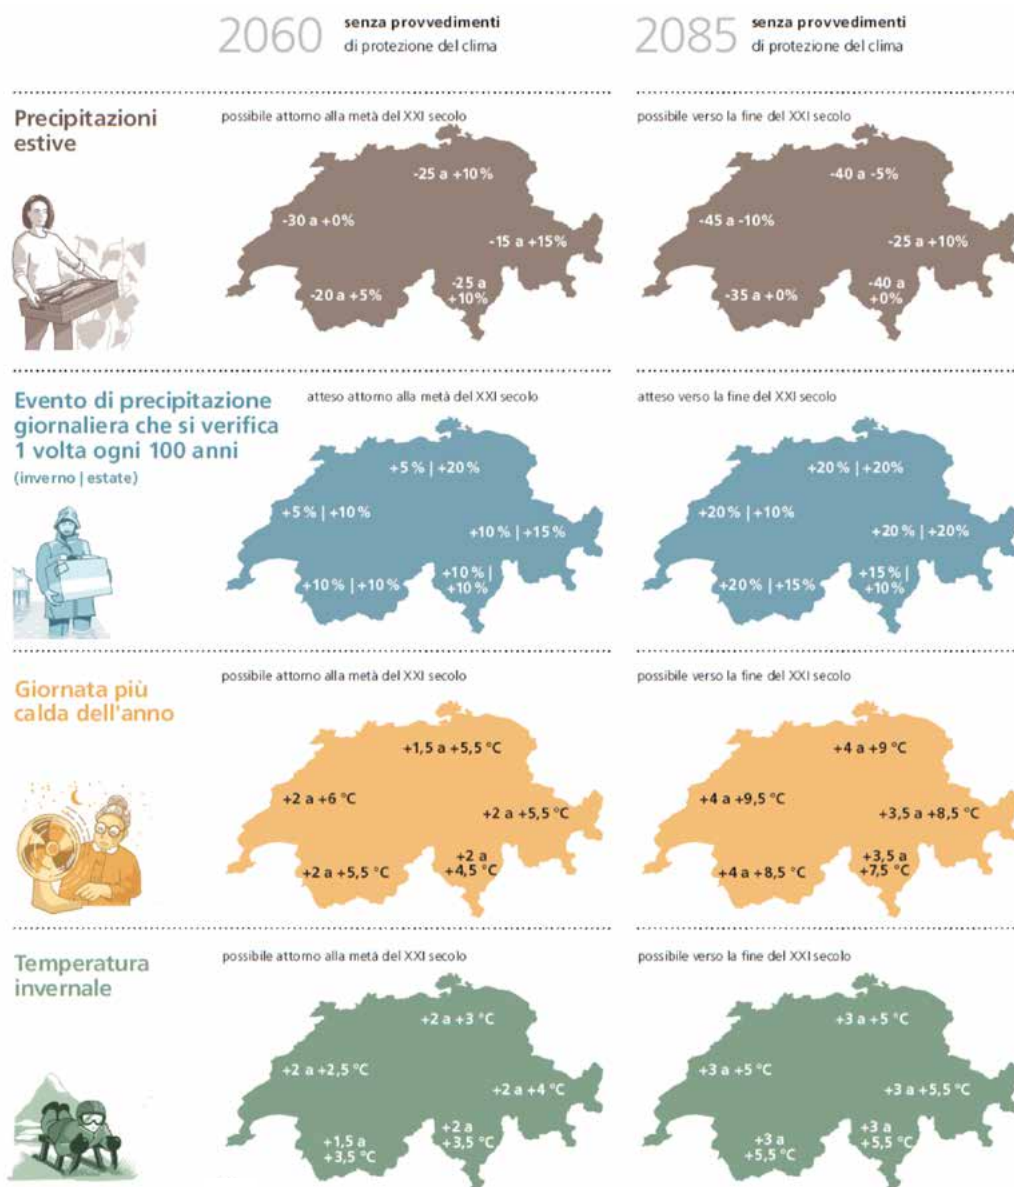 2060
senza provvedimenti
di protezione del clima
2085
senza provvedimenti
di protezione del clima
Precipitazioni
estive
possibile attorno alla metà del XXI secolo
-25 a +10%
-30 a +0%
-15 a +15%
-20 a +5%
-25 a
+10%
possibile verso la fine del XXI secolo
-40 a -5%
-45 a -10%
-25 a +10%
-35 a +0%
-40 a
+0%
Evento di precipitazione
giornaliera che si verifica
1 volta ogni 100 anni
(inverno | estate)
atteso attorno alla metà del XXI secolo
+5% | +20%
+5% | +10%
+10% | +15%
+10% | +10%
+10% |
+10%
atteso verso la fine del XXI secolo
+20% | +20%
+20% | +10%
+20% | +20%
+20% | +15%
+15% |
+10%
Giornata più
calda dell'anno
possibile attorno alla metà del XXI secolo
+1,5 a +5,5 °C
+2 a +6 °C
+2 a +5,5 °C
+2 a +5,5 °C
+2 a
+4,5 °C
possibile verso la fine del XXI secolo
+4 a +9 °C
+4 a +9,5 °C
+3,5 a +8,5 °C
+4 a +8,5 °C
+3,5 a
+7,5 °C
Temperatura
invernale
possibile attorno alla metà del XXI secolo
+2 a +3 °C
+2 a +2,5 °C
+2 a +4 °C
+1,5 a
+3,5 °C
+2 a
+3,5 °C
possibile verso la fine del XXI secolo
+3 a +5 °C
+3 a +5 °C
+3 a +5,5 °C
+3 a
+5,5 °C
+3 a
+5,5 °C